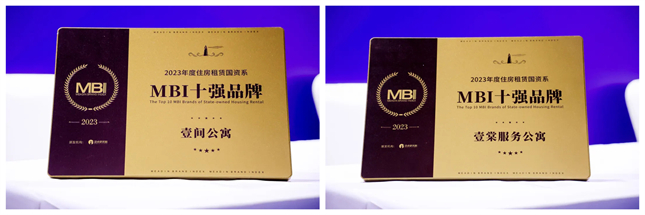 MBI
2023
2023年度住房租赁国资系
MBI十强品牌
The Top 10 MBI Brands of State-owned Housing Rental
壹间公寓
MBI
2023
2023年度住房租赁国资系
MBI十强品牌
The Top 10 MBI Brands of State-owned Housing Rental
壹棠服务公寓